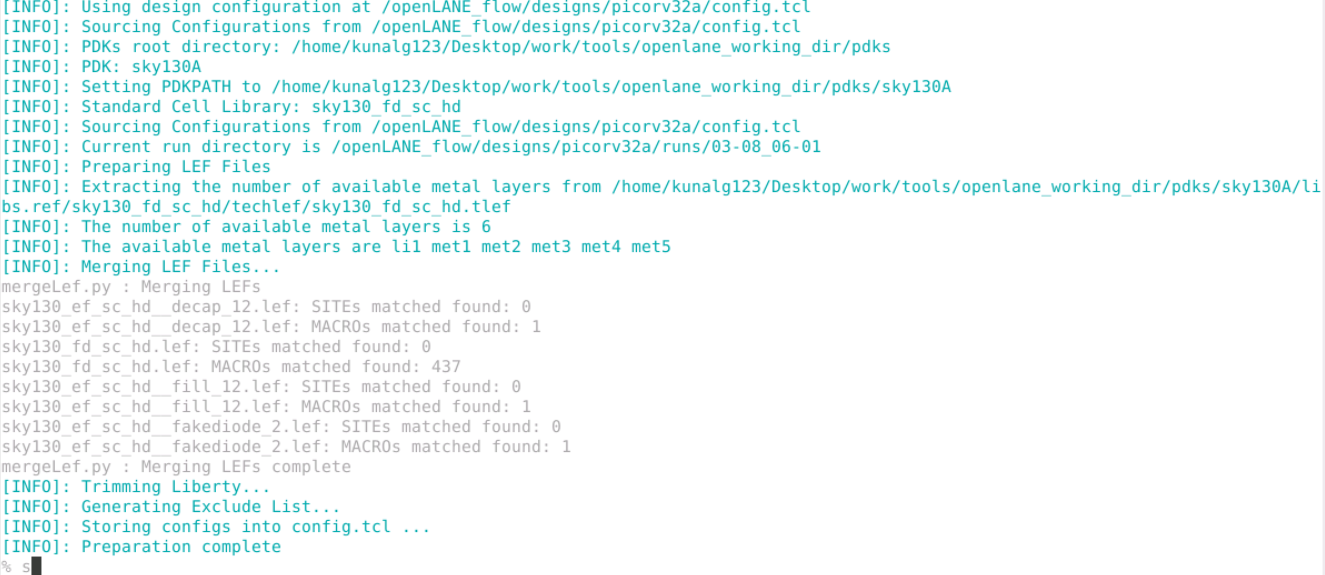 [INFO]: Using design configuration at /openLANE_flow/designs/picorv32a/config.tcl
[INFO]: Sourcing Configurations from /openLANE_flow/designs/picorv32a/config.tcl
[INFO]: PDKs root directory: /home/kunalg123/Desktop/work/tools/openlane_working_dir/pdks
[INFO]: PDK: sky130A
[INFO]: Setting PDKPATH to /home/kunalg123/Desktop/work/tools/openlane_working_dir/pdks/sky130A
[INFO]: Standard Cell Library: sky130_fd_sc_hd
[INFO]: Sourcing Configurations from /openLANE_flow/designs/picorv32a/config.tcl
[INFO]: Current run directory is /openLANE_flow/designs/picorv32a/runs/03-08_06-01
[INFO]: Preparing LEF Files
[INFO]: Extracting the number of available metal layers from /home/kunalg123/Desktop/work/tools/openlane_working_dir/pdks/sky130A/li
bs.ref/sky130_fd_sc_hd/techlef/sky130_fd_sc_hd.tlef
[INFO]: The number of available metal layers is 6
[INFO]: The available metal layers are li1 met1 met2 met3 met4 met5
[INFO]: Merging LEF Files...
mergeLef.py : Merging LEFs
sky130_ef_sc_hd__decap_12.lef: SITEs matched found: 0
sky130_ef_sc_hd__decap_12.lef: MACROs matched found: 1
sky130_fd_sc_hd.lef: SITEs matched found: 0
sky130_fd_sc_hd.lef: MACROs matched found: 437
sky130_ef_sc_hd__fill_12.lef: SITEs matched found: 0
sky130_ef_sc_hd__fill_12.lef: MACROs matched found: 1
sky130_ef_sc_hd__fakediode_2.lef: SITEs matched found: 0
sky130_ef_sc_hd__fakediode_2.lef: MACROs matched found: 1
mergeLef.py : Merging LEFs complete
[INFO]: Trimming Liberty...
[INFO]: Generating Exclude List...
[INFO]: Storing configs into config.tcl ...
[INFO]: Preparation complete
% s